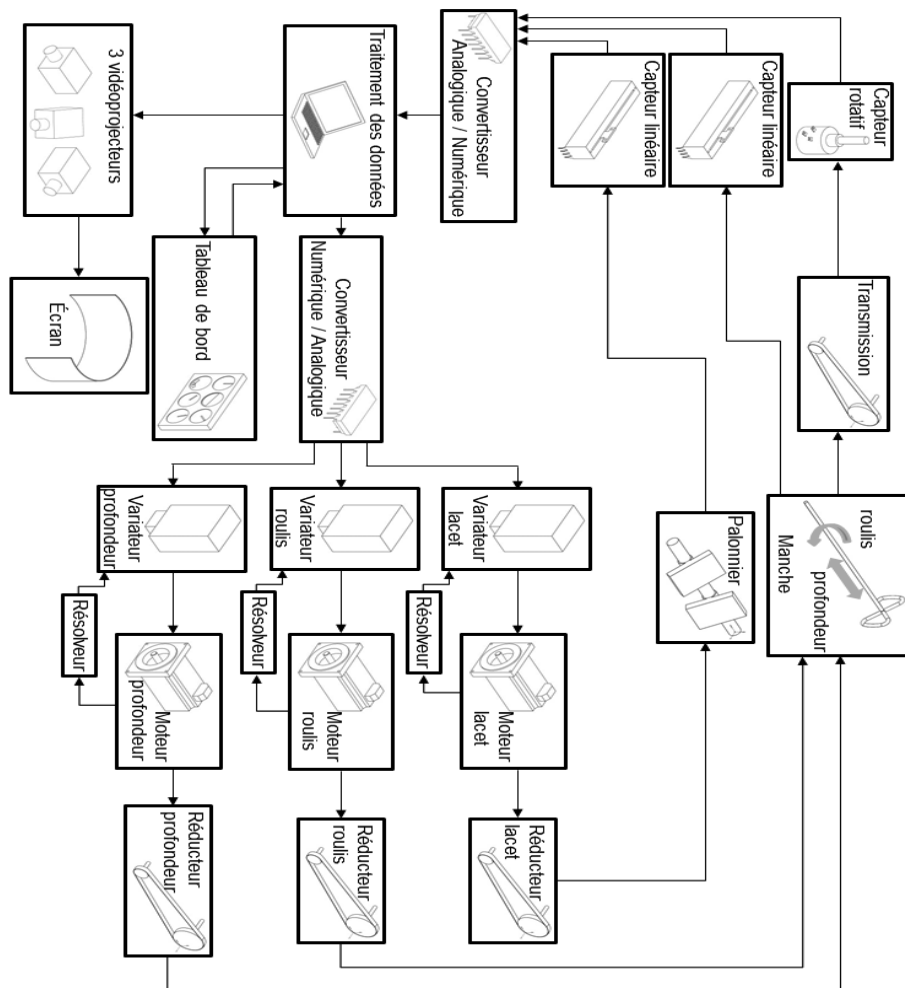 3 vidéoprojecteurs
Écran
Traitement des données
Tableau de bord
Convertisseur
Analogique / Numérique
Convertisseur
Numérique / Analogique
Capteur linéaire
Capteur linéaire
Capteur
rotatif
Transmission
roulis
profondeur
Manche
Palonnier
Variateur
lacet
Résolveur
Moteur
lacet
Réducteur
lacet
Variateur
roulis
Résolveur
Moteur
roulis
Réducteur
roulis
Variateur
profondeur
Résolveur
Moteur
profondeur
Réducteur
profondeur